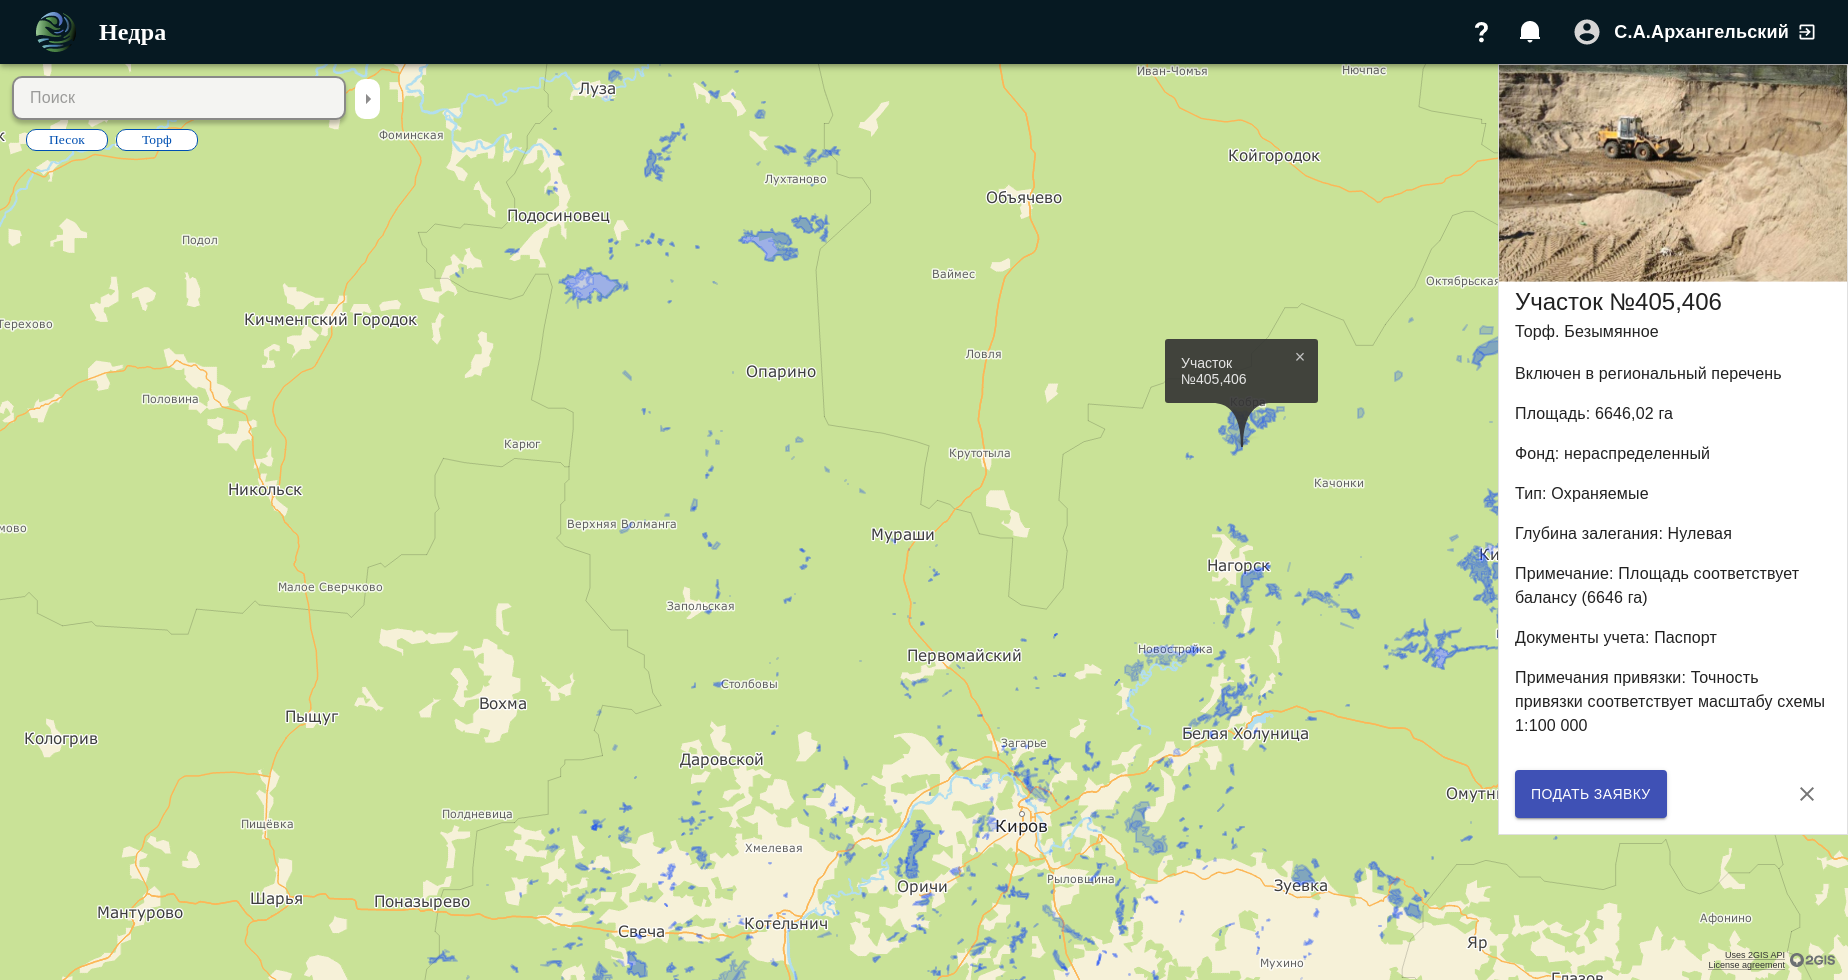 Недра
?
С.А.Архангельский
Поиск
Песок
Торф
Луза
Иван-Чомъя
Нючпас
Фоминская
Койгородок
Лухтаново
Объячево
Подосиновец
Подол
Ваймес
Октябрьская
Терехово
Кичменгский Городок
Ловля
Опарино
Участок
№405,406
×
Половина
Кобра
Карюг
Крутотыла
Никольск
Качонки
мово
Верхняя Волманга
Мураши
Ки
Нагорск
Малое Сверчково
Запольская
Новостройка
Первомайский
Столбовы
Вохма
Пыщуг
Кологрив
Белая Холуница
Загарье
Даровской
Омутни
Полдневица
Пищёвка
Киров
Хмелевая
Рыловщина
Оричи
Зуевка
Шарья
Поназырево
Мантурово
Афонино
Котельнич
Свеча
Яр
Мухино
Глазов
Участок №405,406
Торф. Безымянное
Включен в региональный перечень
Площадь: 6646,02 га
Фонд: нераспределенный
Тип: Охраняемые
Глубина залегания: Нулевая
Примечание: Площадь соответствует
балансу (6646 га)
Документы учета: Паспорт
Примечания привязки: Точность
привязки соответствует масштабу схемы
1:100 000
ПОДАТЬ ЗАЯВКУ
Uses 2GIS API
License agreement
2GIS